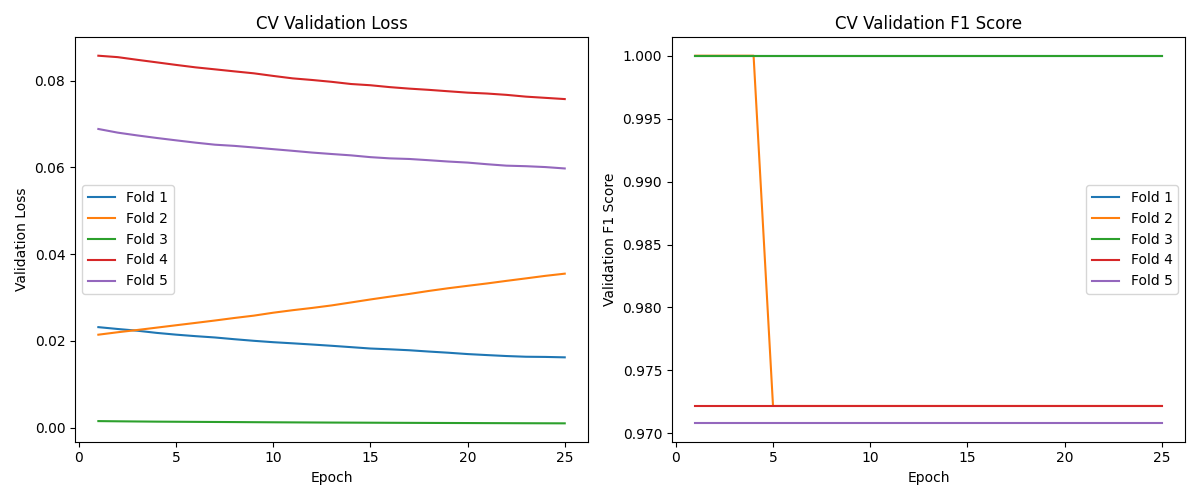 CV Validation Loss
Validation Loss
0.08
0.06
0.04
0.02
0.00
Fold 1
Fold 2
Fold 3
Fold 4
Fold 5
0
5
10
15
20
25
Epoch
CV Validation F1 Score
Validation F1 Score
1.000
0.995
0.990
0.985
0.980
0.975
0.970
Fold 1
Fold 2
Fold 3
Fold 4
Fold 5
0
5
10
15
20
25
Epoch